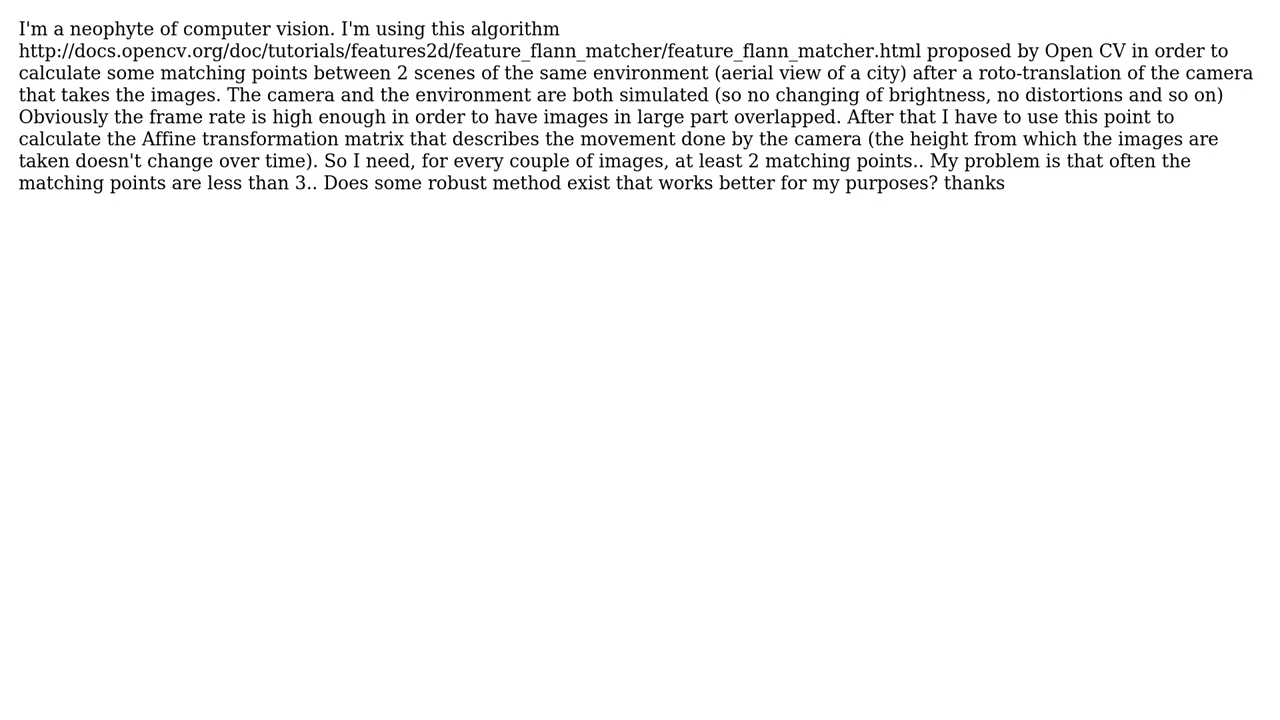 I'm a neophyte of computer vision. I'm using this algorithm
http://docs.opencv.org/doc/tutorials/features2d/feature_flann_matcher/feature_flann_matcher.html proposed by Open CV in order to
calculate some matching points between 2 scenes of the same environment (aerial view of a city) after a roto-translation of the camera
that takes the images. The camera and the environment are both simulated (so no changing of brightness, no distortions and so on)
Obviously the frame rate is high enough in order to have images in large part overlapped. After that I have to use this point to
calculate the Affine transformation matrix that describes the movement done by the camera (the height from which the images are
taken doesn't change over time). So I need, for every couple of images, at least 2 matching points.. My problem is that often the
matching points are less than 3.. Does some robust method exist that works better for my purposes? thanks